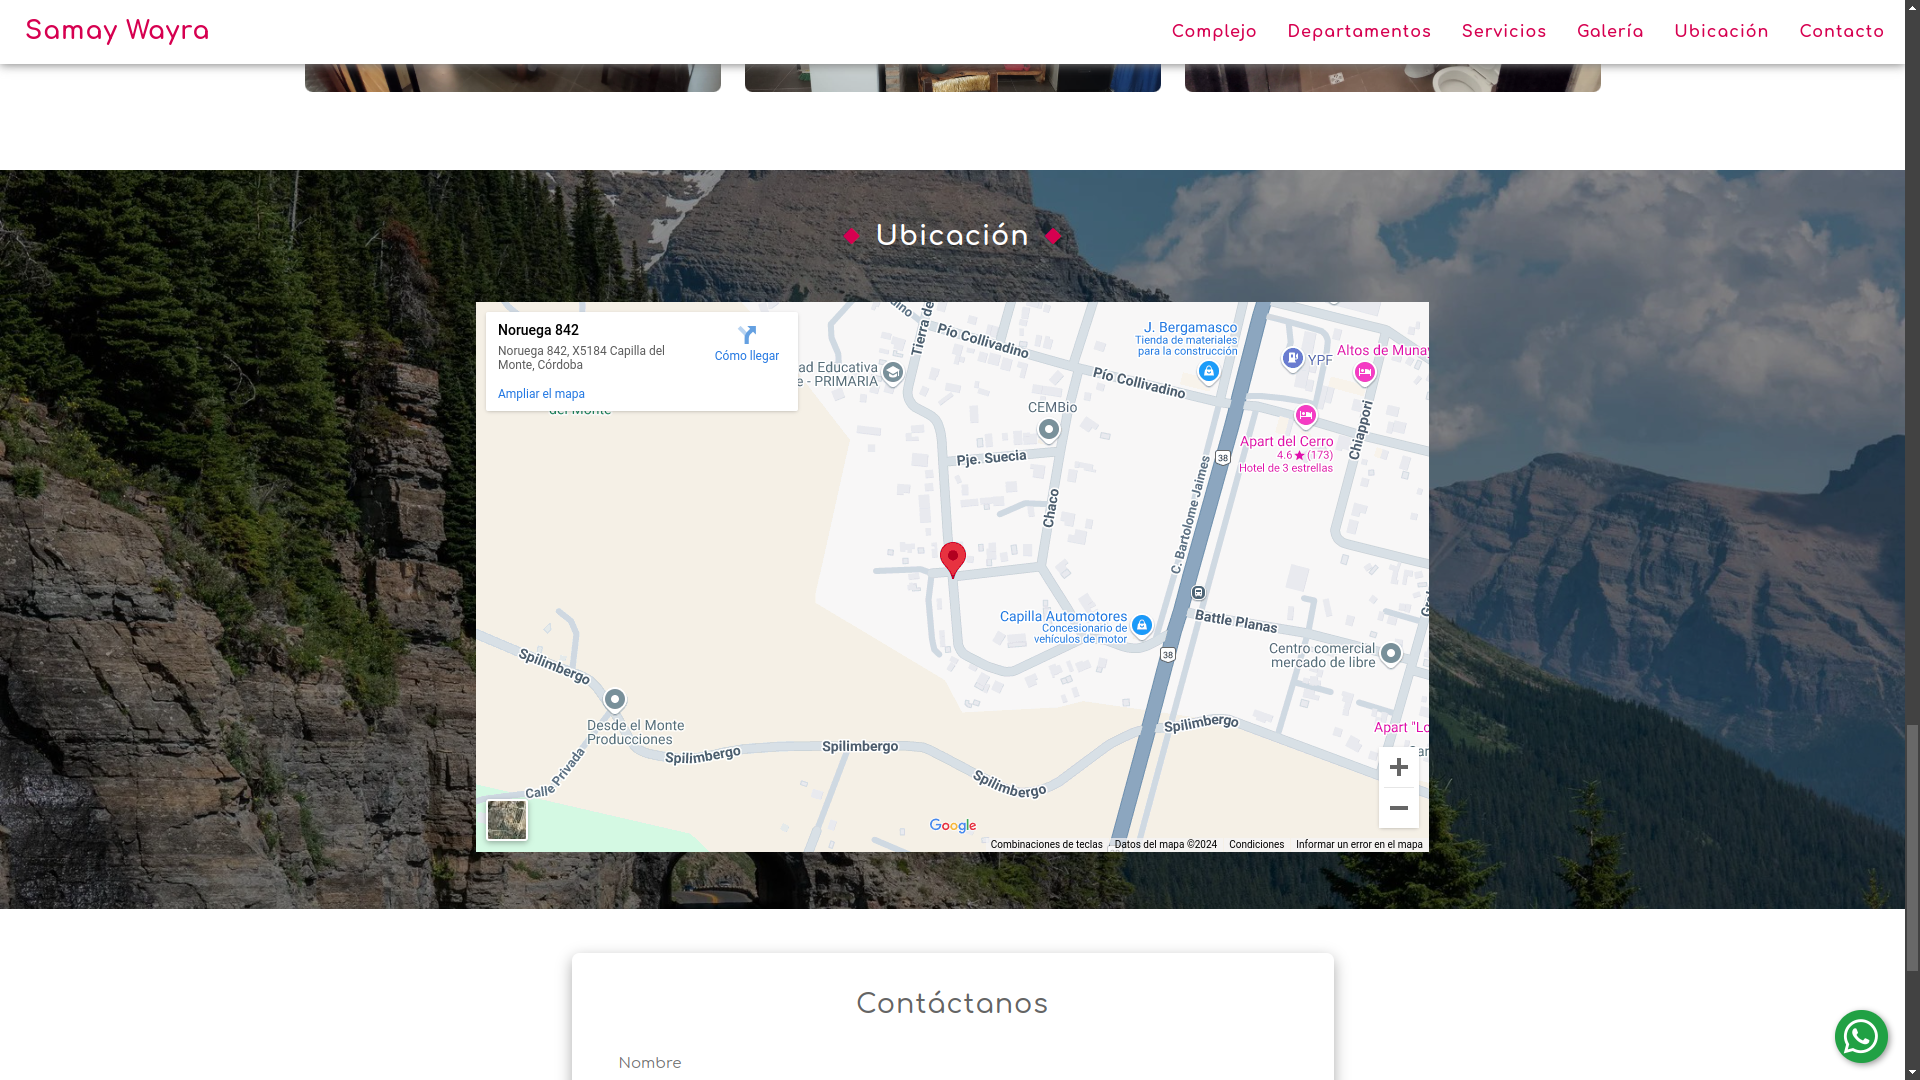 Samay Wayra
Complejo
Departamentos
Servicios
Galería
Ubicación
Contacto
Ubicación
Noruega 842
Noruega 842, X5184 Capilla del
Monte, Córdoba
Cómo llegar
Ampliar el mapa
del Monte
ad Educativa
e - PRIMARIA
Tierra de
Pío Collivadino
Pío Collivadino
J. Bergamasco
Tienda de materiales
para la construcción
YPF
Altos de Munay
CEMBio
Apart del Cerro
4.6★(173)
Hotel de 3 estrellas
Chiappori
Pje. Suecia
38
Chaco
C. Bartolome Jaimes
Capilla Automotores
Concesionario de
vehículos de motor
Battle Planas
38
Centro comercial
mercado de libre
Spilimbergo
Desde el Monte
Producciones
Spilimbergo
Spilimbergo
Spilimbergo
Spilimbergo
Apart "Lo
Calle Privada
Google
Combinaciones de teclas
Datos del mapa ©2024
Condiciones
Informar un error en el mapa
Contáctanos
Nombre